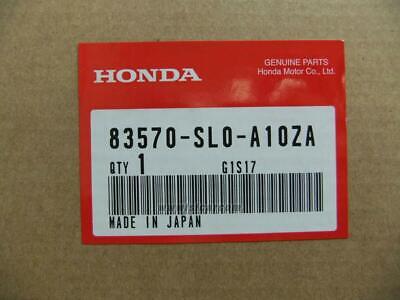 GENUINE PARTS
Honda Motor Co., Ltd.
HONDA
83570-SL0-A10ZA
QTY 1 G1S17
MADE IN JAPAN